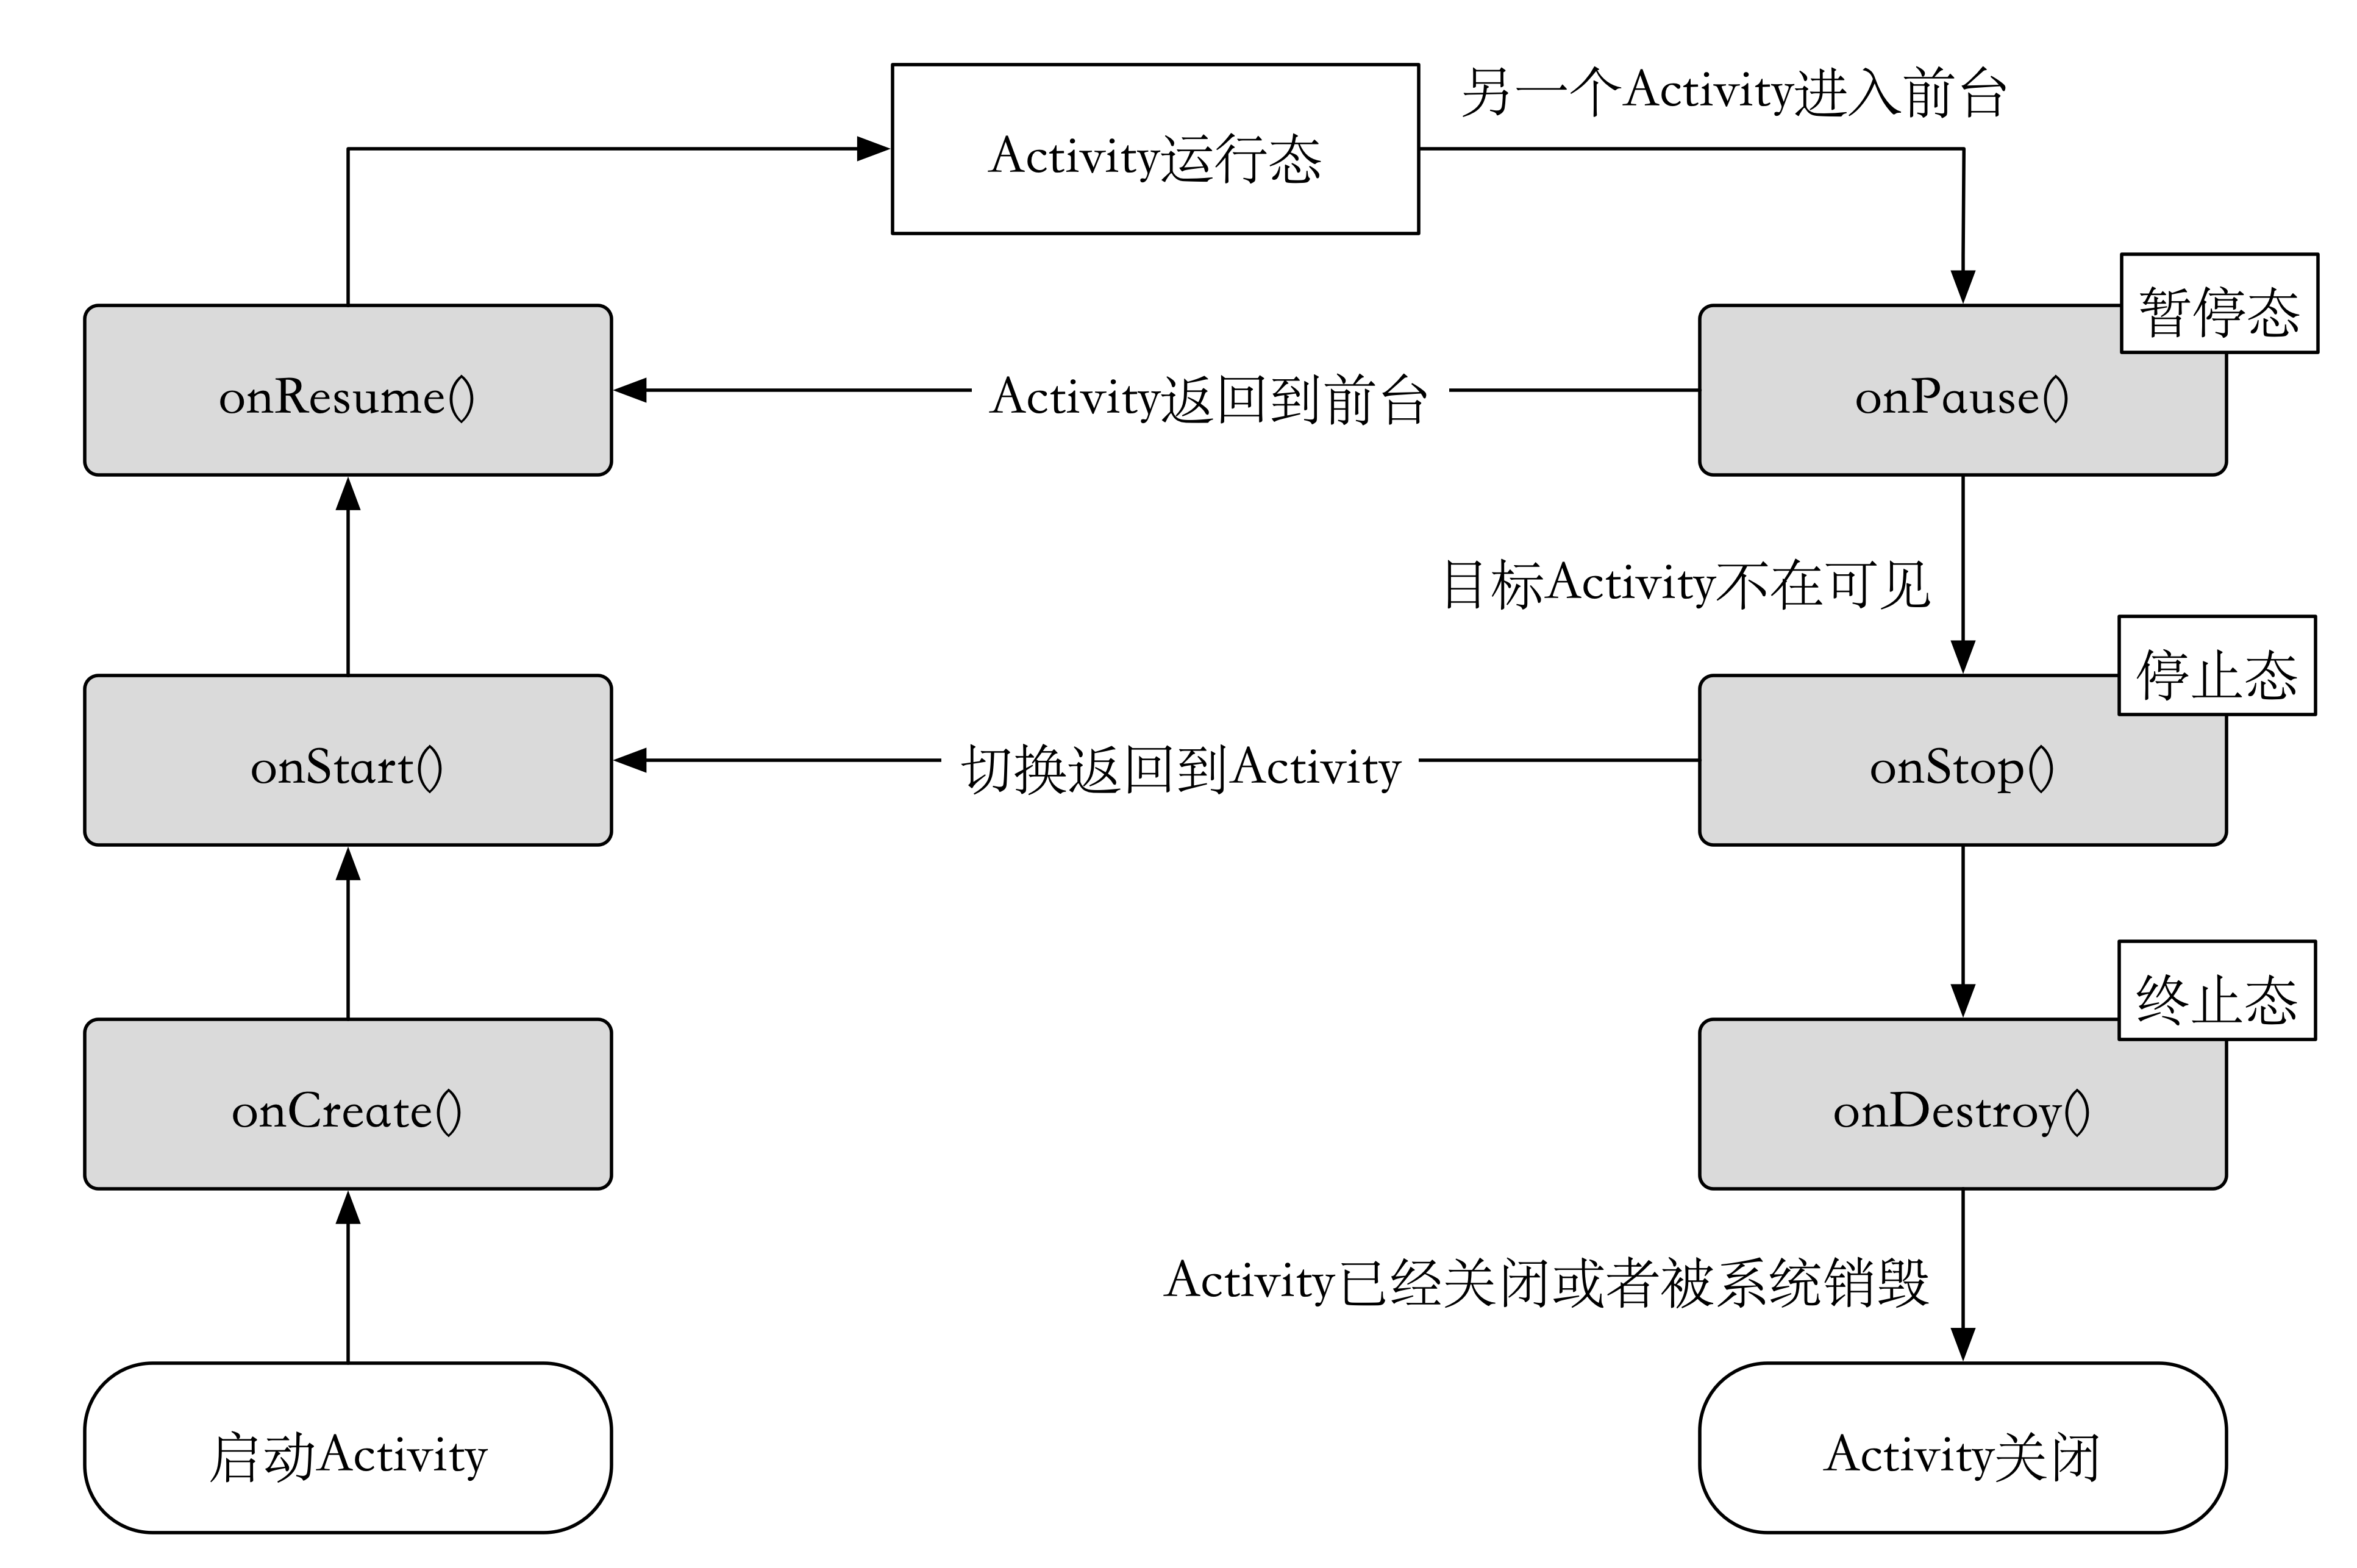 另一个Activity进入前台
Activity运行态
暂停态
onResume()
Activity返回到前台
onPause()
目标Activity不在可见
停止态
onStart()
切换返回到Activity
onStop()
终止态
onCreate()
onDestroy()
Activity已经关闭或者被系统销毁
启动Activity
Activity关闭